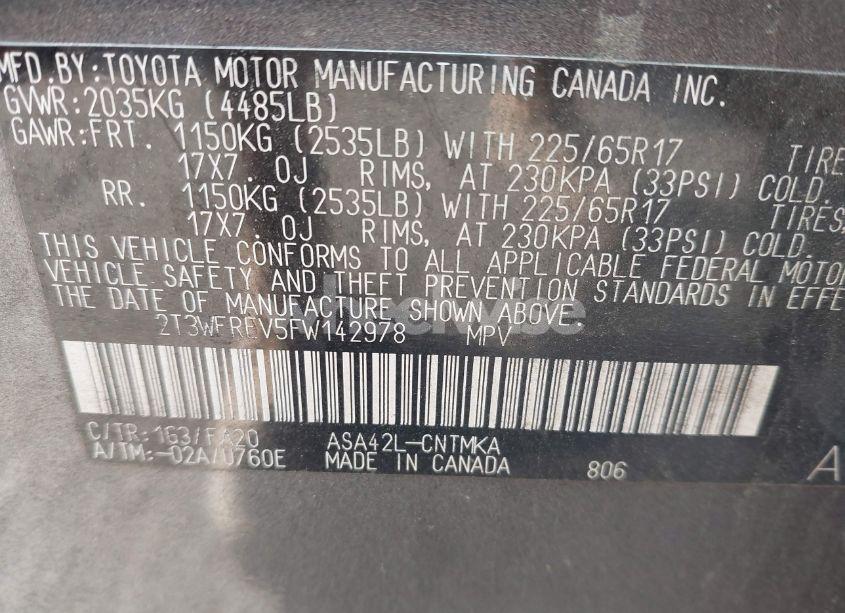 MFD.BY:TOYOTA MOTOR MANUFACTURING CANADA INC.
GVWR:2035KG (4485LB)
GAWR:FRT. 1150KG (2535LB) WITH 225/65R17 TIRE
17X7.0J RIMS, AT 230KPA (33PSI) COLD.
RR. 1150KG (2535LB) WITH 225/65R17 TIRES,
17X7.0J RIMS, AT 230KPA (33PSI) COLD.
THIS VEHICLE CONFORMS TO ALL APPLICABLE FEDERAL MOTOR
VEHICLE SAFETY AND THEFT PREVENTION STANDARDS IN EFFE
THE DATE OF MANUFACTURE SHOWN ABOVE.
2T3WFREV5FW142978 MPV
C/TR:1G3/FA20 ASA42L-CNTMKA
A/TM:-02A/U760E MADE IN CANADA 806 A